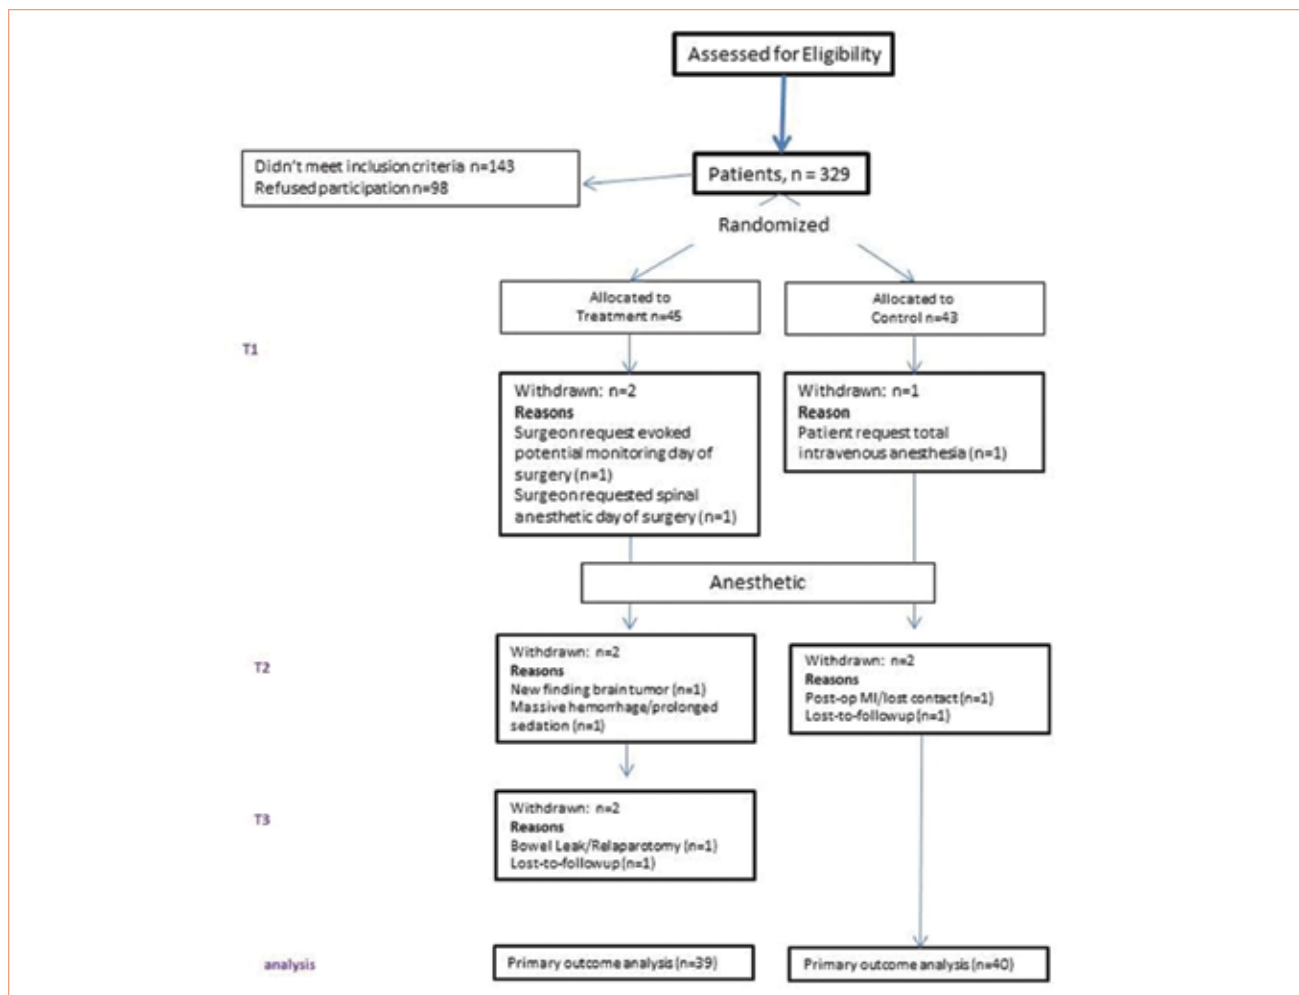 Assessed for Eligibility
Didn't meet inclusion criteria n=143
Refused participation n=98
Patients, n = 329
Randomized
Allocated to
Treatment n=45
Allocated to
Control n=43
T1
Withdrawn: n=2
Reasons
Surgeon request evoked
potential monitoring day of
surgery (n=1)
Surgeon requested spinal
anesthetic day of surgery (n=1)
Withdrawn: n=1
Reason
Patient request total
intravenous anesthesia (n=1)
Anesthetic
T2
Withdrawn: n=2
Reasons
New finding brain tumor (n=1)
Massive hemorrhage/prolonged
sedation (n=1)
Withdrawn: n=2
Reasons
Post-op MI/lost contact (n=1)
Lost-to-followup (n=1)
T3
Withdrawn: n=2
Reasons
Bowel Leak/Relaparotomy (n=1)
Lost-to-followup (n=1)
analysis
Primary outcome analysis (n=39)
Primary outcome analysis (n=40)